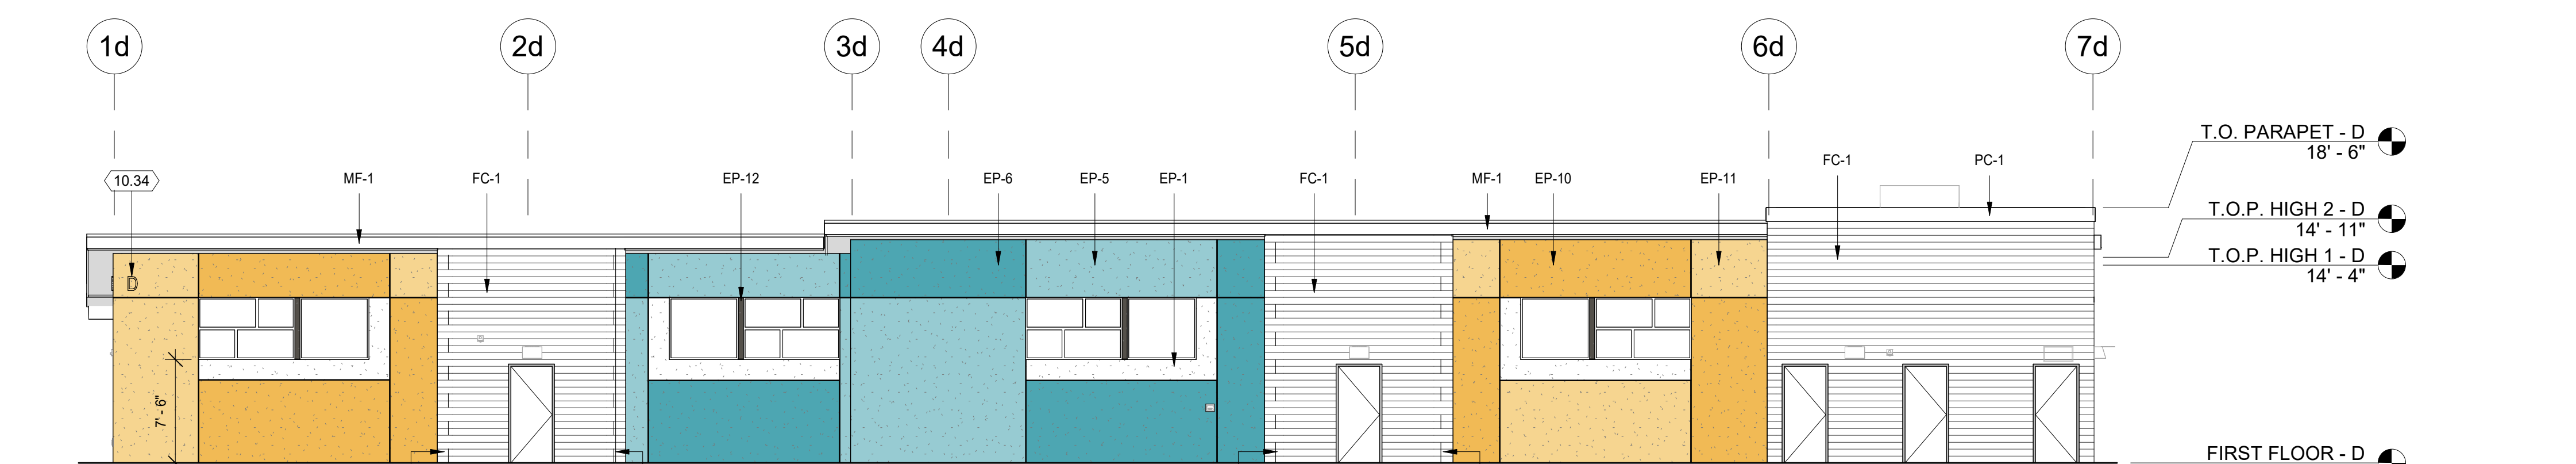 1d
2d
3d
4d
5d
6d
7d
T.O. PARAPET - D
18' - 6"
FC-1
PC-1
10.34
MF-1
FC-1
EP-12
EP-6
EP-5
EP-1
FC-1
MF-1
EP-10
EP-11
T.O.P. HIGH 2 - D
14' - 11"
T.O.P. HIGH 1 - D
14' - 4"
D
7' - 6"
FIRST FLOOR - D